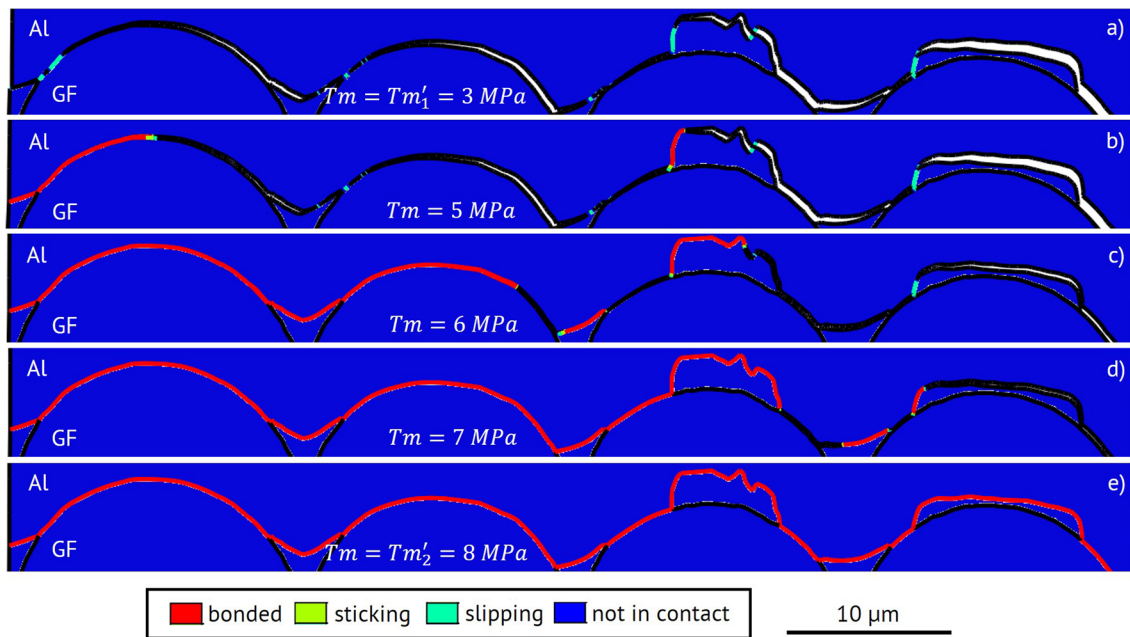 Al a)
GF Tm = Tm′₁ = 3 MPa
Al b)
GF Tm = 5 MPa
Al c)
GF Tm = 6 MPa
Al d)
GF Tm = 7 MPa
Al e)
GF Tm = Tm′₂ = 8 MPa
bonded sticking slipping not in contact 10 μm